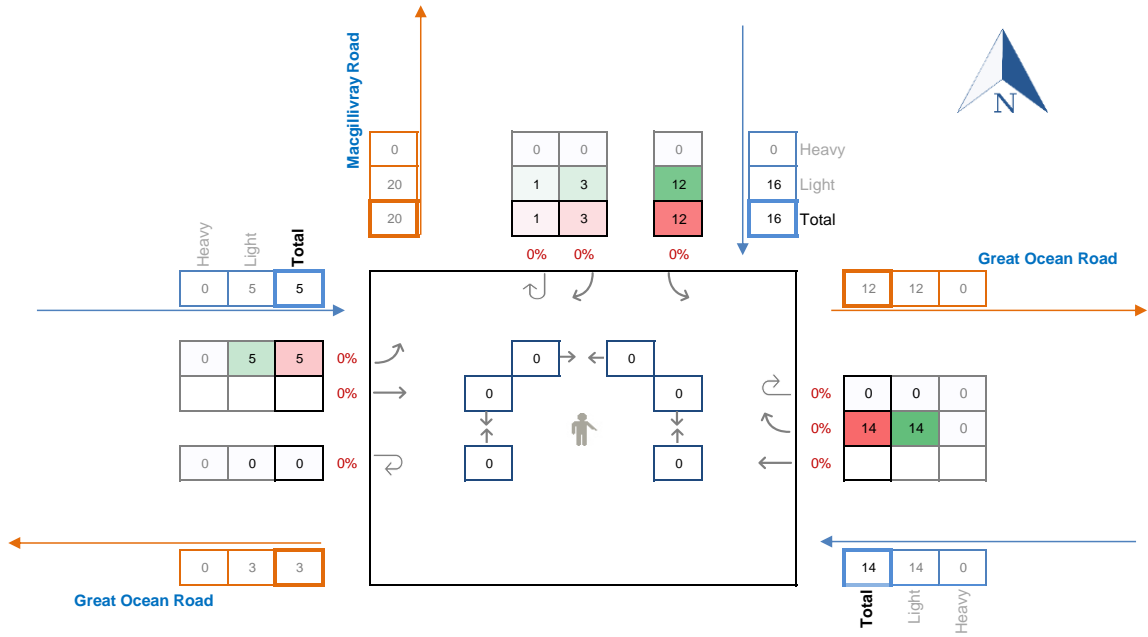 Macgillivray Road
N
0 0 0 0 0 Heavy
20 1 3 12 16 Light
20 1 3 12 16 Total
0% 0% 0%
Heavy Light Total
Great Ocean Road
0 5 5 12 12 0
0 5 5 0% 0 0
0% 0 0 0% 0 0 0
0% 14 14 0
0 0 0 0% 0 0 0%
0 3 3 14 14 0
Great Ocean Road
Total Light Heavy